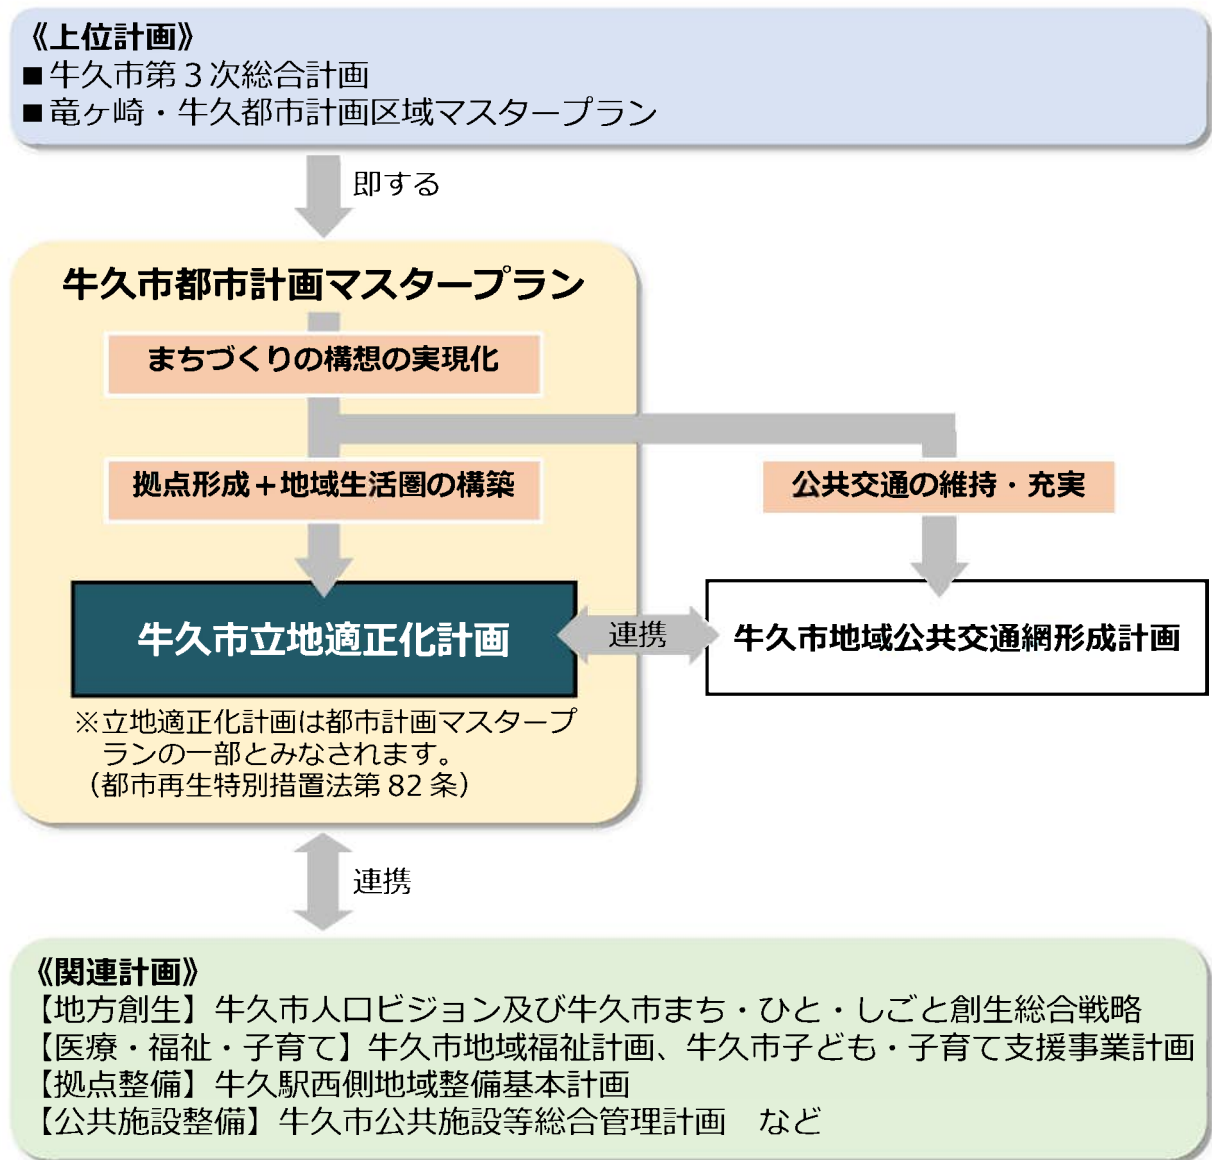 《上位計画》
■牛久市第３次総合計画
■竜ヶ崎・牛久都市計画区域マスタープラン
即する
牛久市都市計画マスタープラン
まちづくりの構想の実現化
拠点形成＋地域生活圏の構築
公共交通の維持・充実
牛久市立地適正化計画
連携
牛久市地域公共交通網形成計画
※立地適正化計画は都市計画マスタープ
ランの一部とみなされます。
（都市再生特別措置法第 82 条）
連携
《関連計画》
【地方創生】牛久市人口ビジョン及び牛久市まち・ひと・しごと創生総合戦略
【医療・福祉・子育て】牛久市地域福祉計画、牛久市子ども・子育て支援事業計画
【拠点整備】牛久駅西側地域整備基本計画
【公共施設整備】牛久市公共施設等総合管理計画　など